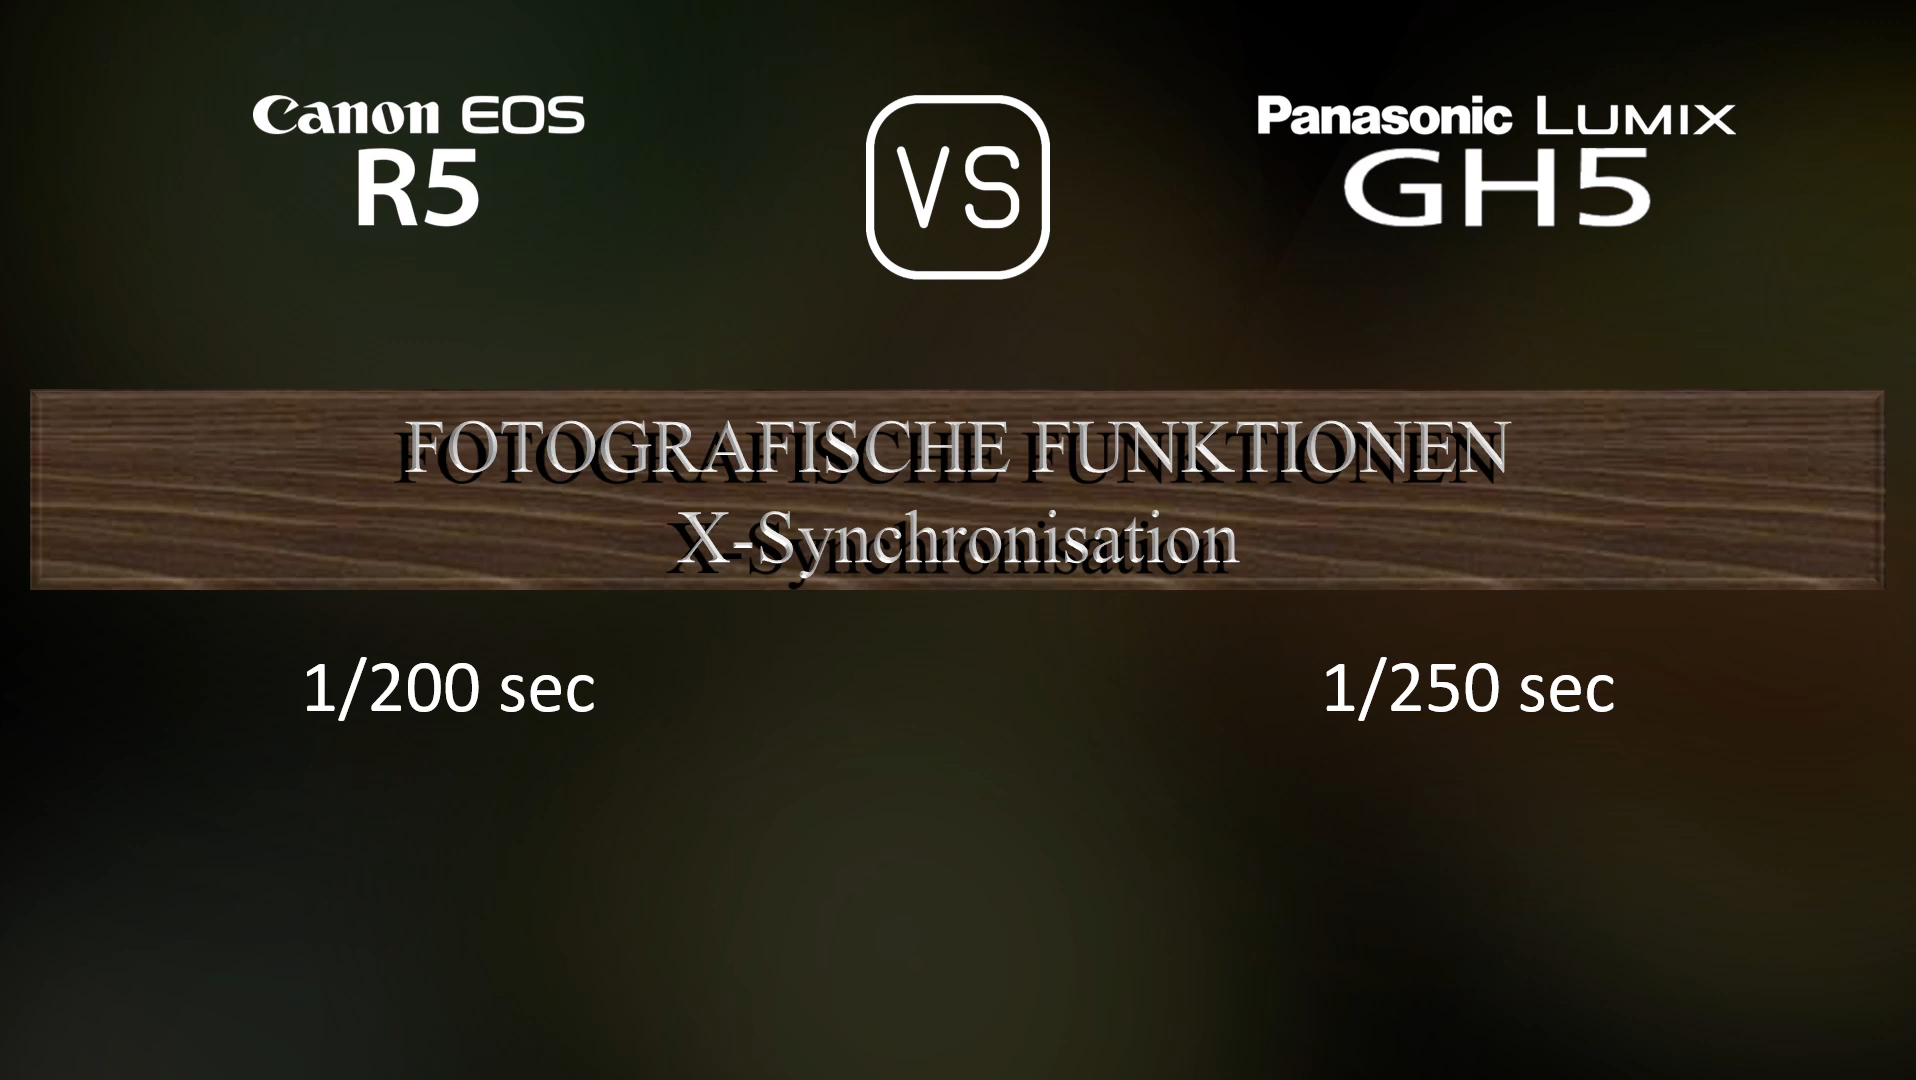 Canon EOS
R5
VS
Panasonic LUMIX
GH5
FOTOGRAFISCHE FUNKTIONEN
X-Synchronisation
1/200 sec
1/250 sec